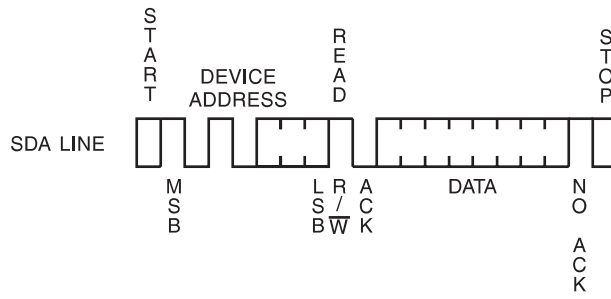 START
DEVICE
ADDRESS
READ
STOP
SDA LINE
MSB
LSB
R/W
ACK
DATA
NO ACK